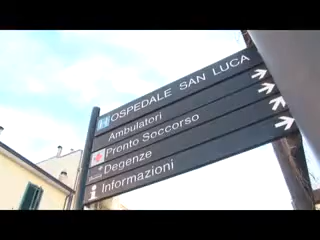 H OSPEDALE SAN LUCA
Ambulatori
Pronto Soccorso
Degenze
i Informazioni